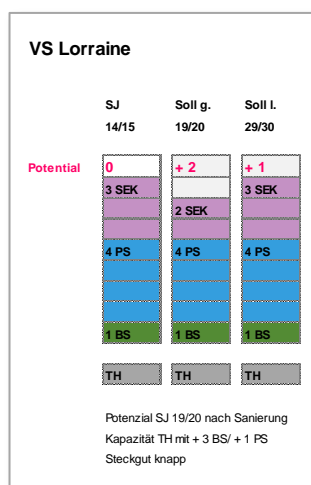 VS Lorraine
SJ Soll g. Soll l.
14/15 19/20 29/30
Potential 0 + 2 + 1
3 SEK 3 SEK
2 SEK
4 PS 4 PS 4 PS
1 BS 1 BS 1 BS
TH TH TH
Potenzial SJ 19/20 nach Sanierung
Kapazität TH mit + 3 BS/ + 1 PS
Steckgut knapp